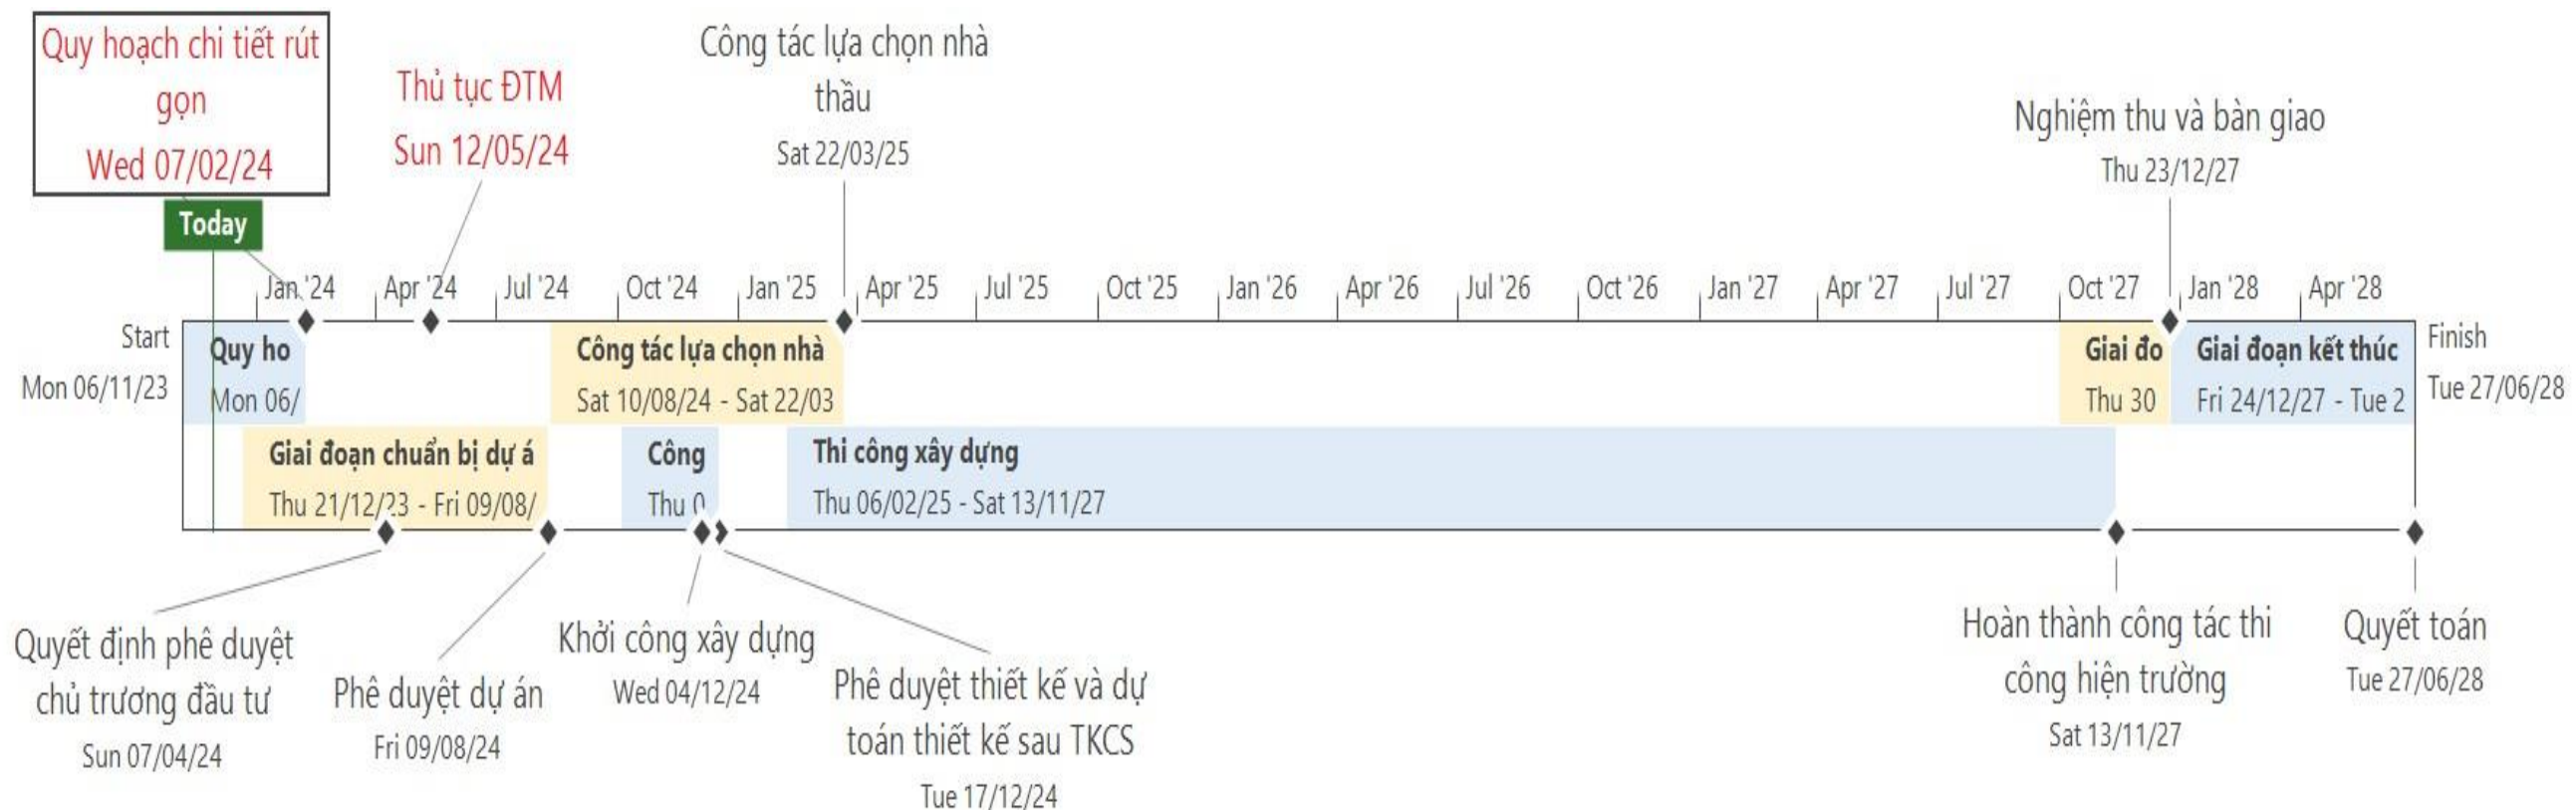 Quy hoạch chi tiết rút
gọn
Wed 07/02/24
Thủ tục ĐTM
Sun 12/05/24
Công tác lựa chọn nhà
thầu
Sat 22/03/25
Nghiệm thu và bàn giao
Thu 23/12/27
Today
Jan '24
Apr '24
Jul '24
Oct '24
Jan '25
Apr '25
Jul '25
Oct '25
Jan '26
Apr '26
Jul '26
Oct '26
Jan '27
Apr '27
Jul '27
Oct '27
Jan '28
Apr '28
Start
Mon 06/11/23
Quy ho
Mon 06/
Công tác lựa chọn nhà
Sat 10/08/24 - Sat 22/03
Giai đo
Thu 30
Giai đoạn kết thúc
Fri 24/12/27 - Tue 2
Finish
Tue 27/06/28
Giai đoạn chuẩn bị dự á
Thu 21/12/23 - Fri 09/08/
Công
Thu 0
Thi công xây dựng
Thu 06/02/25 - Sat 13/11/27
Quyết định phê duyệt
chủ trương đầu tư
Sun 07/04/24
Phê duyệt dự án
Fri 09/08/24
Khởi công xây dựng
Wed 04/12/24
Phê duyệt thiết kế và dự
toán thiết kế sau TKCS
Tue 17/12/24
Hoàn thành công tác thi
công hiện trường
Sat 13/11/27
Quyết toán
Tue 27/06/28